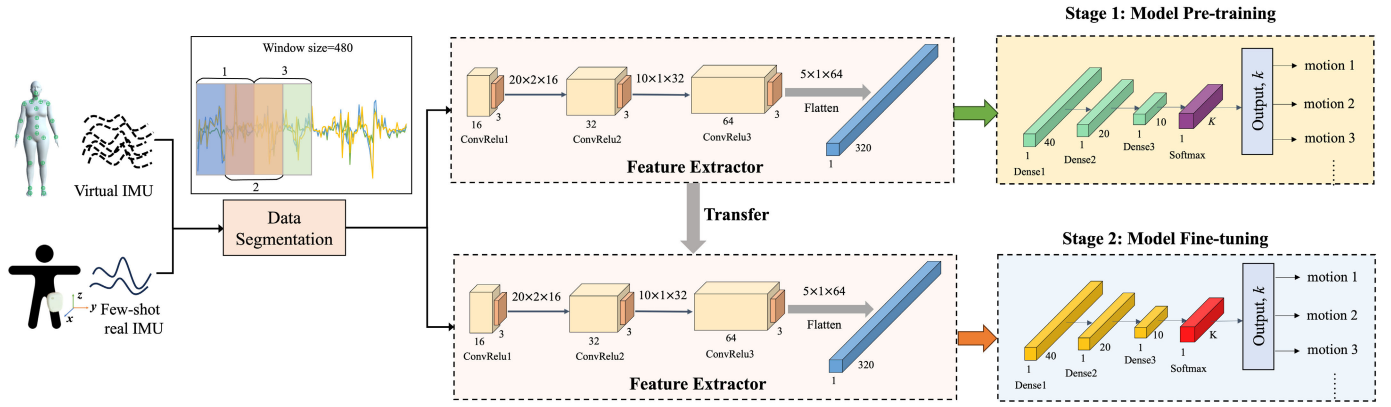 Window size=480
1
3
2
Virtual IMU
Few-shot
real IMU
z
y
x
Data
Segmentation
16
3
ConvRelu1
20×2×16
32
3
ConvRelu2
10×1×32
64
3
ConvRelu3
5×1×64
Flatten
1
320
Feature Extractor
Transfer
16
3
ConvRelu1
20×2×16
32
3
ConvRelu2
10×1×32
64
3
ConvRelu3
5×1×64
Flatten
1
320
Feature Extractor
Stage 1: Model Pre-training
1
40
Dense1
1
20
Dense2
1
10
Dense3
1
K
Softmax
Output, k
motion 1
motion 2
motion 3
Stage 2: Model Fine-tuning
1
40
Dense1
1
20
Dense2
1
10
Dense3
1
K
Softmax
Output, k
motion 1
motion 2
motion 3